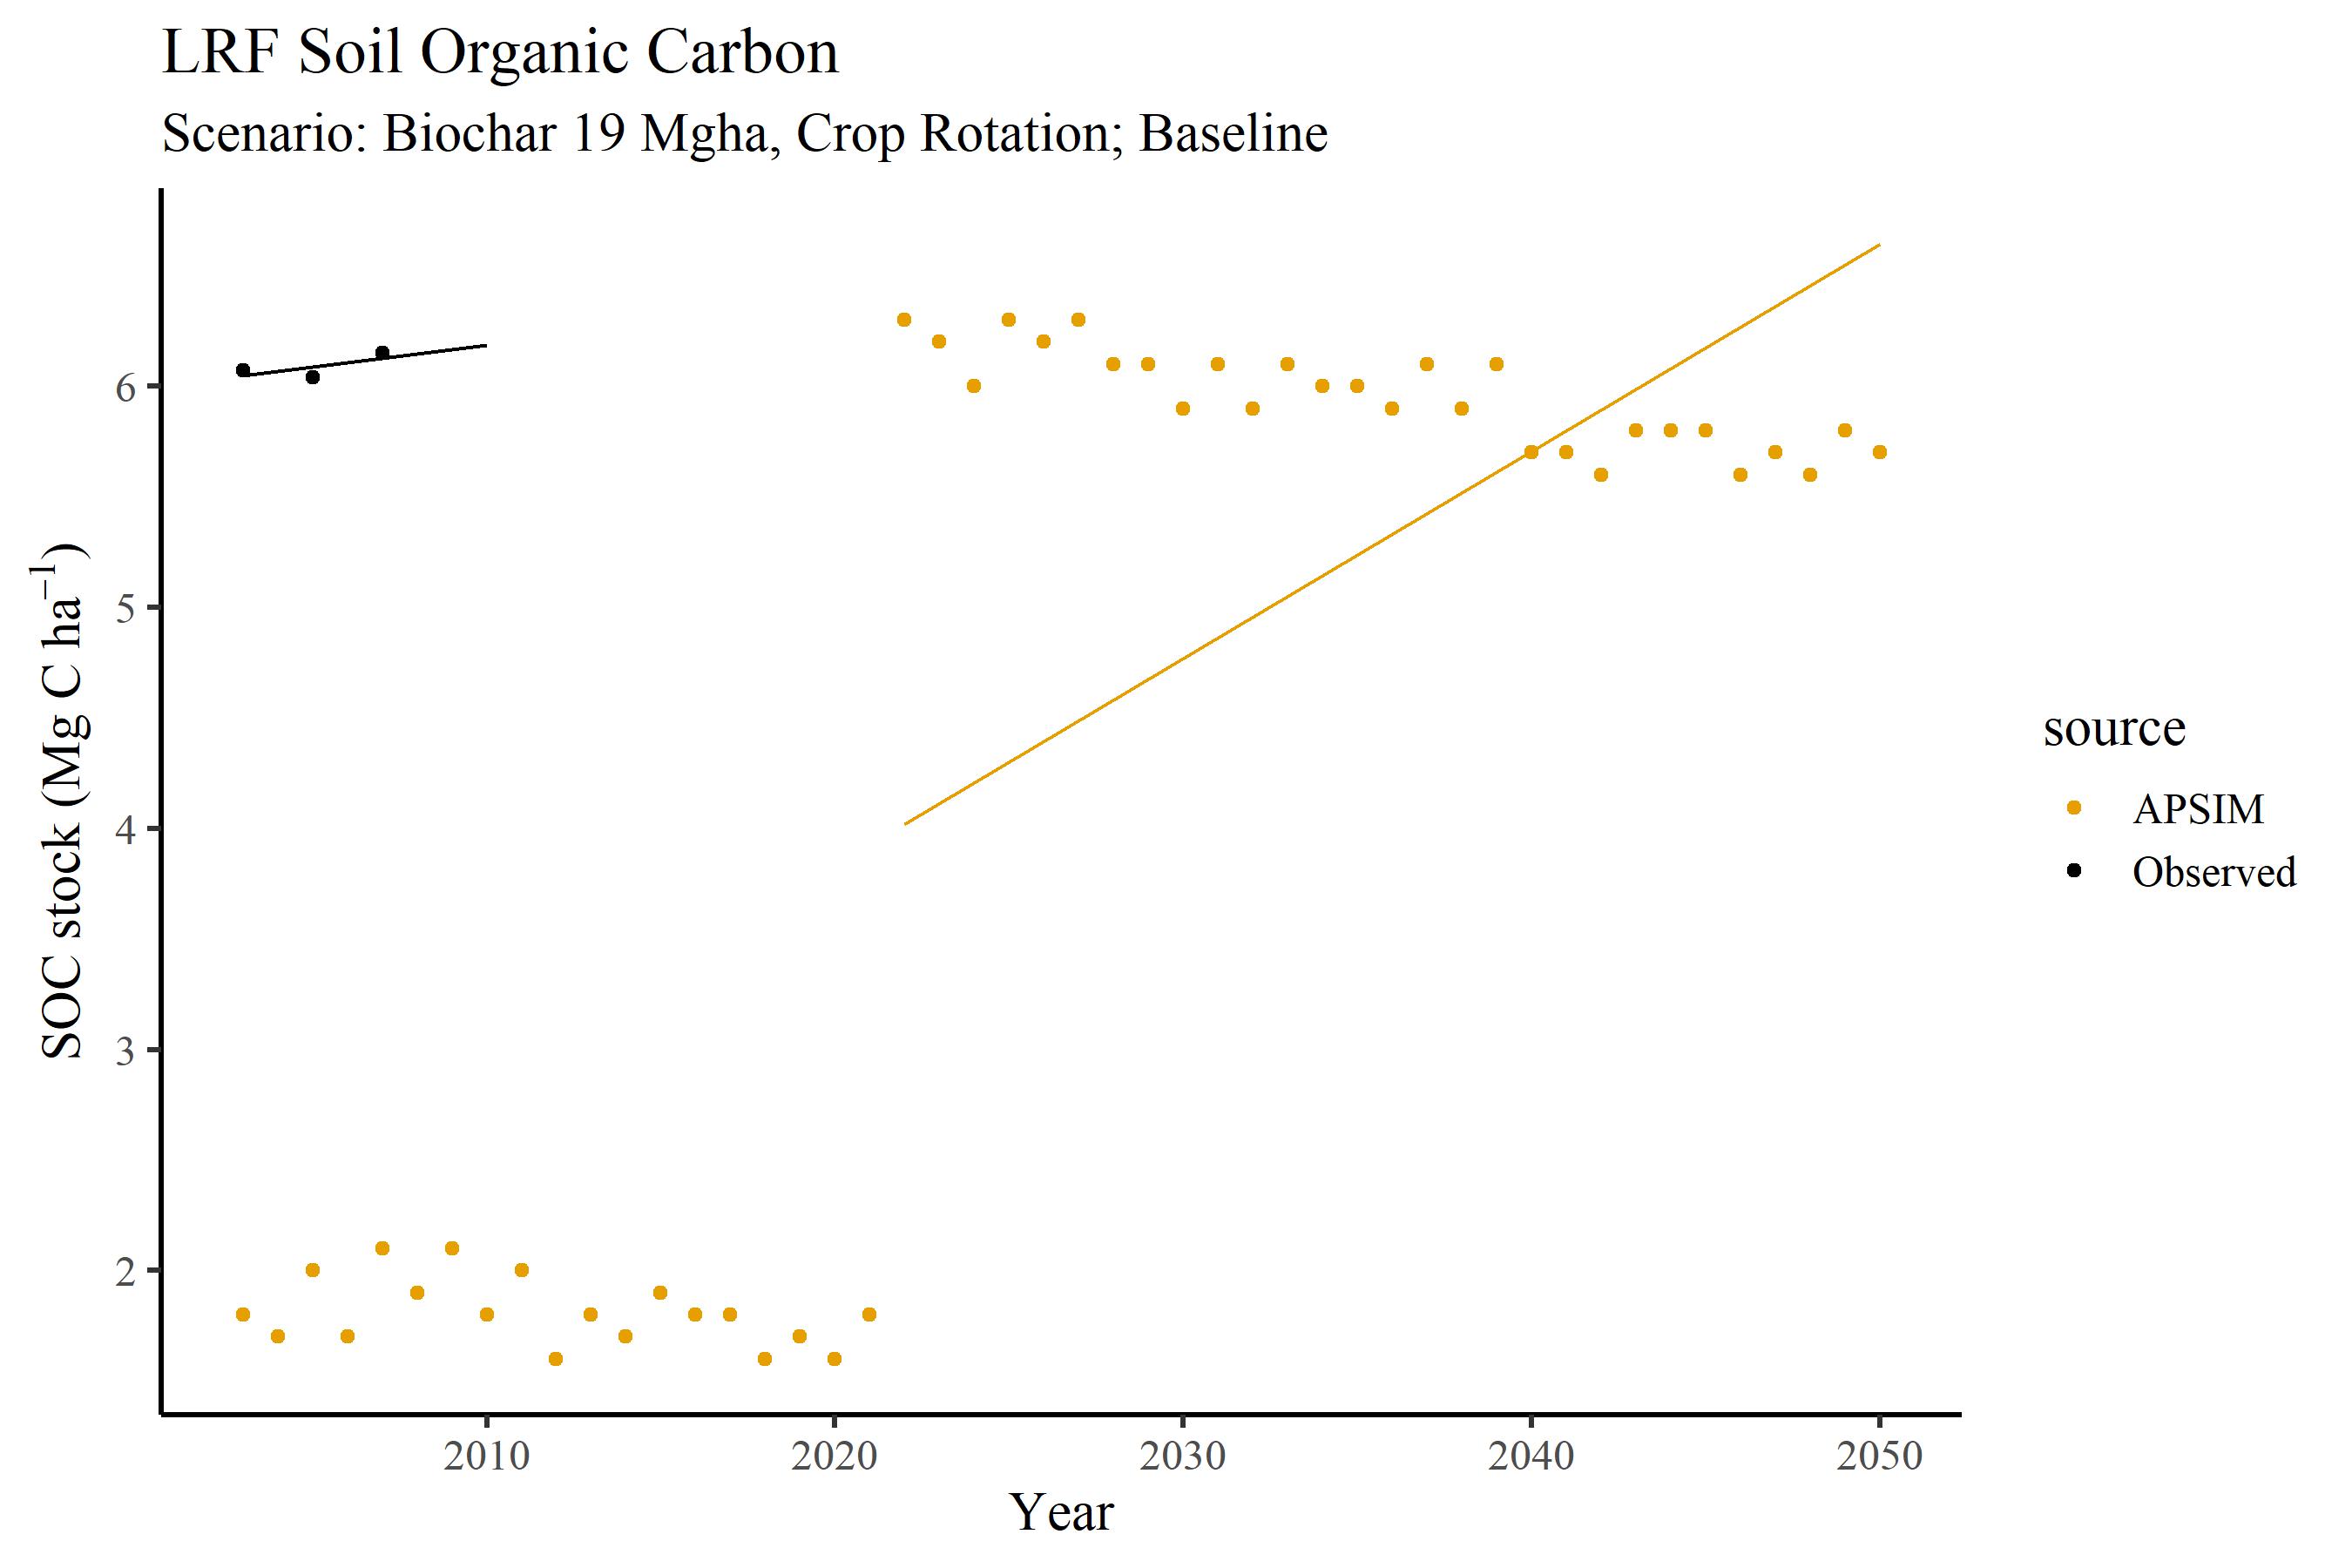 LRF Soil Organic Carbon
Scenario: Biochar 19 Mgha, Crop Rotation; Baseline
SOC stock (Mg C ha⁻¹)
6
5
4
3
2
2010
2020
2030
2040
2050
Year
source
APSIM
Observed